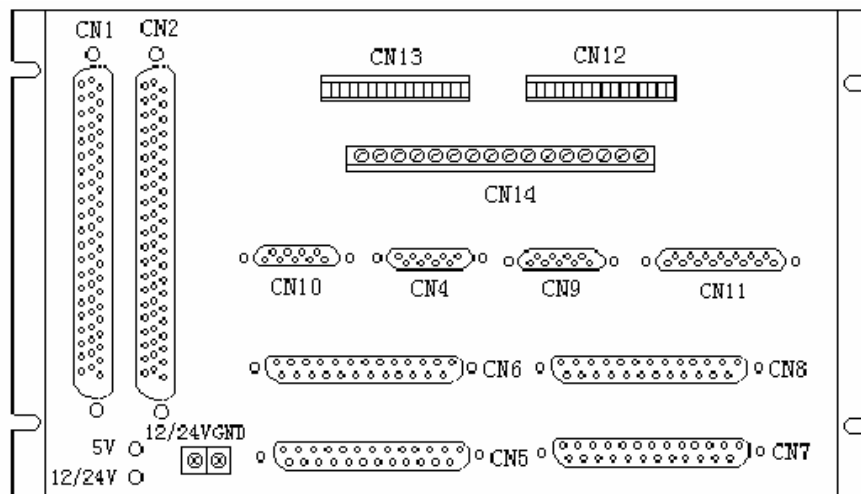 CN1 CN2
CN13 CN12
CN14
CN10 CN4 CN9 CN11
CN6 CN8
12/24VGND
5V
CN5 CN7
12/24V